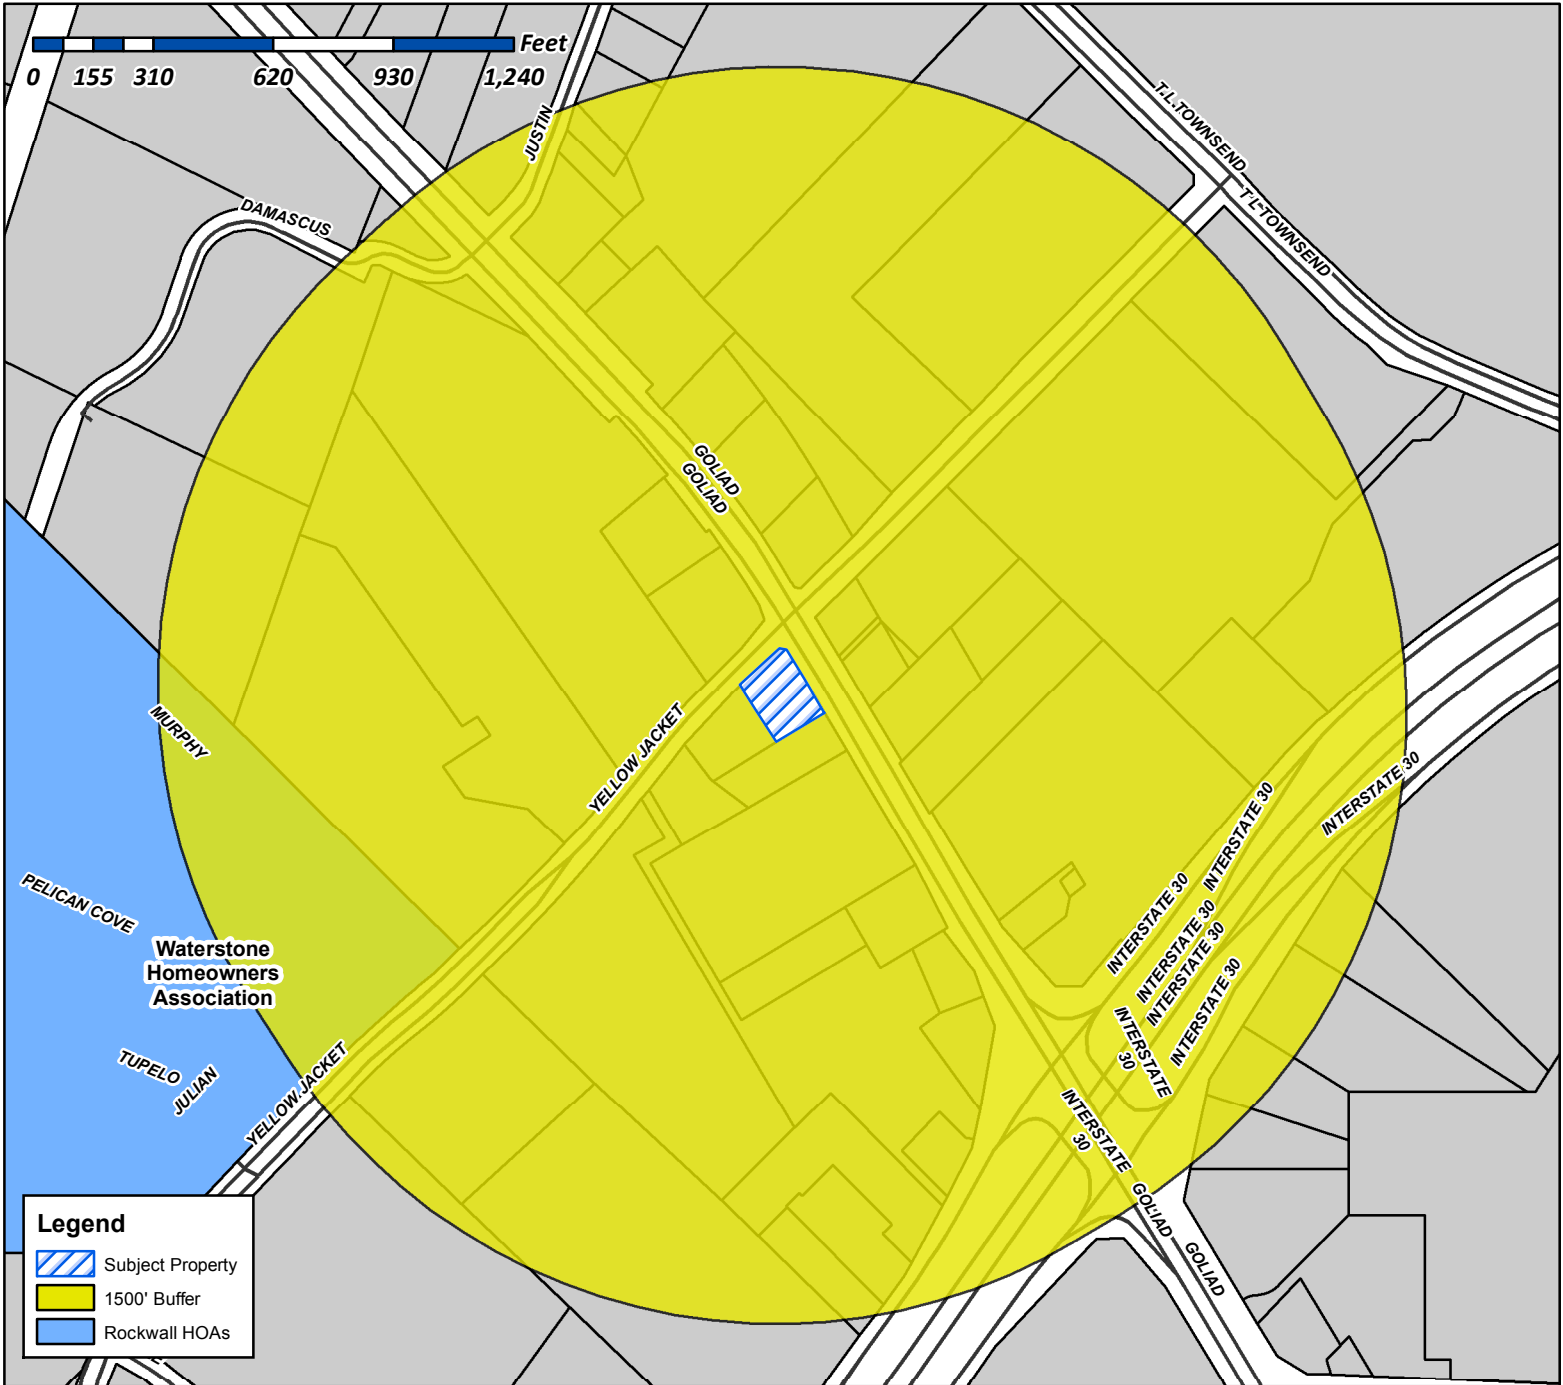 Feet
0 155 310 620 930 1,240
JUSTIN
T.L.TOWNSEND
T L TOWNSEND
DAMASCUS
GOLIAD
GOLIAD
MURPHY
YELLOW JACKET
INTERSTATE 30
INTERSTATE 30
INTERSTATE 30
INTERSTATE 30
INTERSTATE 30
INTERSTATE 30
PELICAN COVE
Waterstone
Homeowners
Association
INTERSTATE
30
TUPELO
JULIAN
YELLOW JACKET
INTERSTATE
30
GOLIAD
GOLIAD
Legend
Subject Property
1500' Buffer
Rockwall HOAs